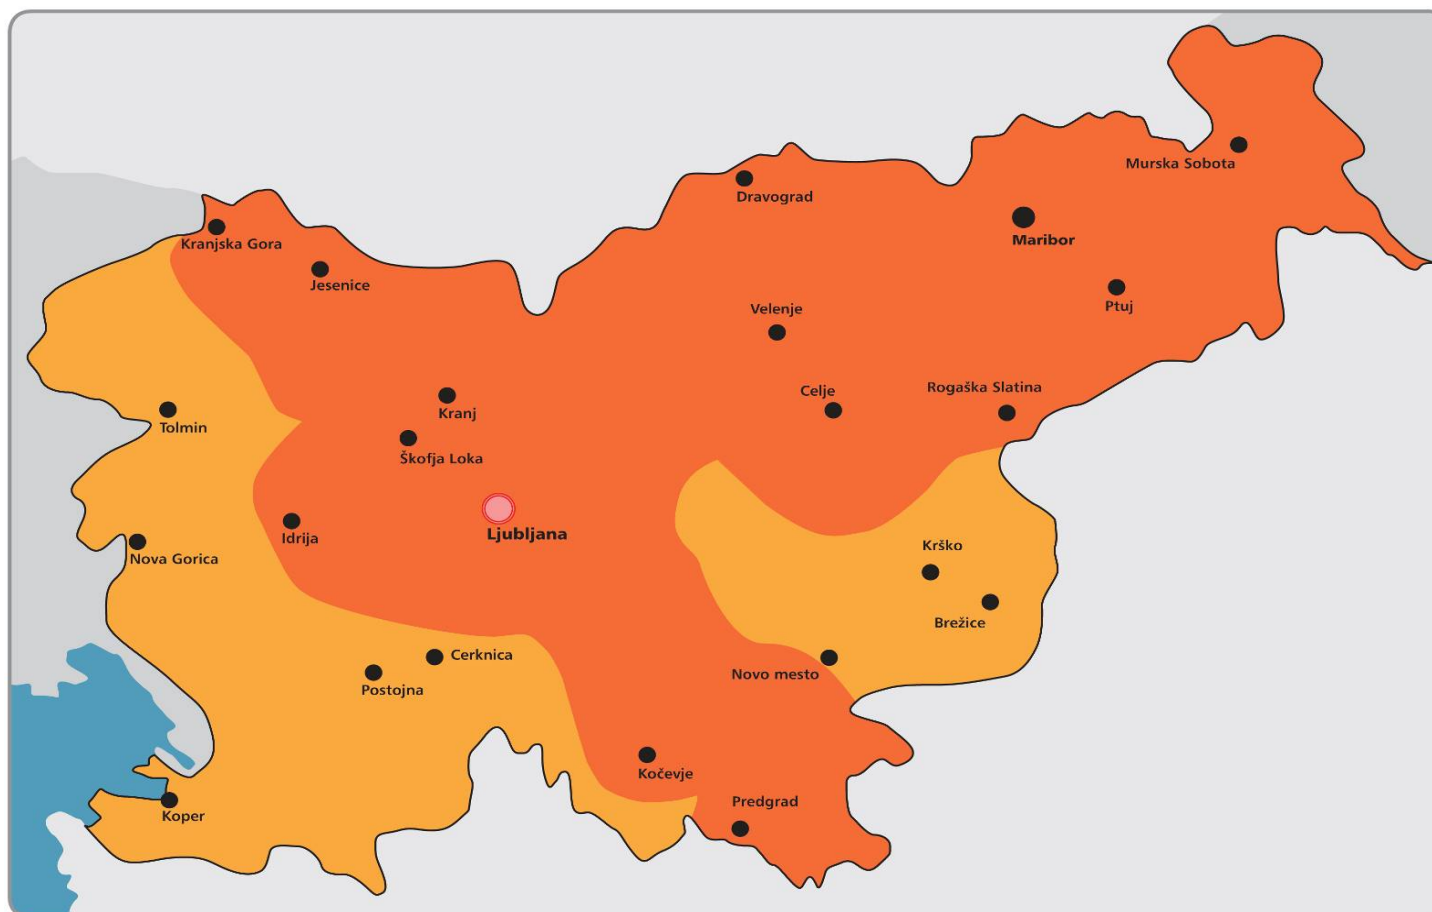 Murska Sobota
Dravograd
Maribor
Kranjska Gora
Jesenice
Ptuj
Velenje
Celje
Rogaška Slatina
Kranj
Tolmin
Škofja Loka
Ljubljana
Idrija
Krško
Nova Gorica
Brežice
Cerknica
Novo mesto
Postojna
Kočevje
Predgrad
Koper